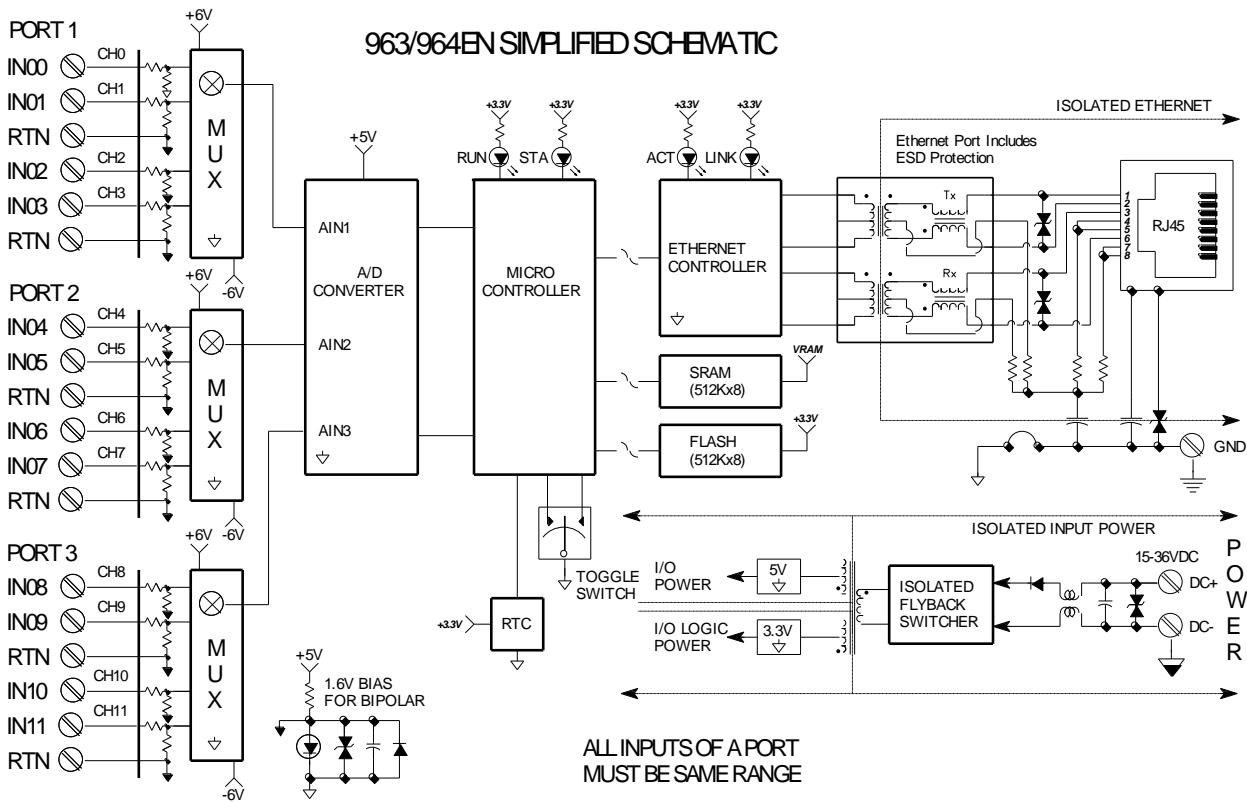 963/964EN SIMPLIFIED SCHEMATIC
PORT 1
+6V
IN00 CH0
IN01 CH1
RTN
IN02 CH2
IN03 CH3
RTN
MUX
-6V
PORT 2
+6V
IN04 CH4
IN05 CH5
RTN
IN06 CH6
IN07 CH7
RTN
MUX
-6V
PORT 3
+6V
IN08 CH8
IN09 CH9
RTN
IN10 CH10
IN11 CH11
RTN
MUX
-6V
+5V
AIN1
A/D
CONVERTER
AIN2
AIN3
+3.3V
+3.3V
RUN
STA
MICRO
CONTROLLER
+3.3V
+3.3V
ACT
LINK
ETHERNET
CONTROLLER
VRAM
SRAM
(512Kx8)
+3.3V
FLASH
(512Kx8)
ISOLATED ETHERNET
Ethernet Port Includes
ESD Protection
Tx
Rx
1
2
3
4
5
6
7
8
RJ45
GND
TOGGLE
SWITCH
+3.3V
RTC
+5V
1.6V BIAS
FOR BIPOLAR
ISOLATED INPUT POWER
I/O
POWER
5V
I/O LOGIC
POWER
3.3V
ISOLATED
FLYBACK
SWITCHER
15-36VDC
DC+
DC-
POWER
ALL INPUTS OF A PORT
MUST BE SAME RANGE